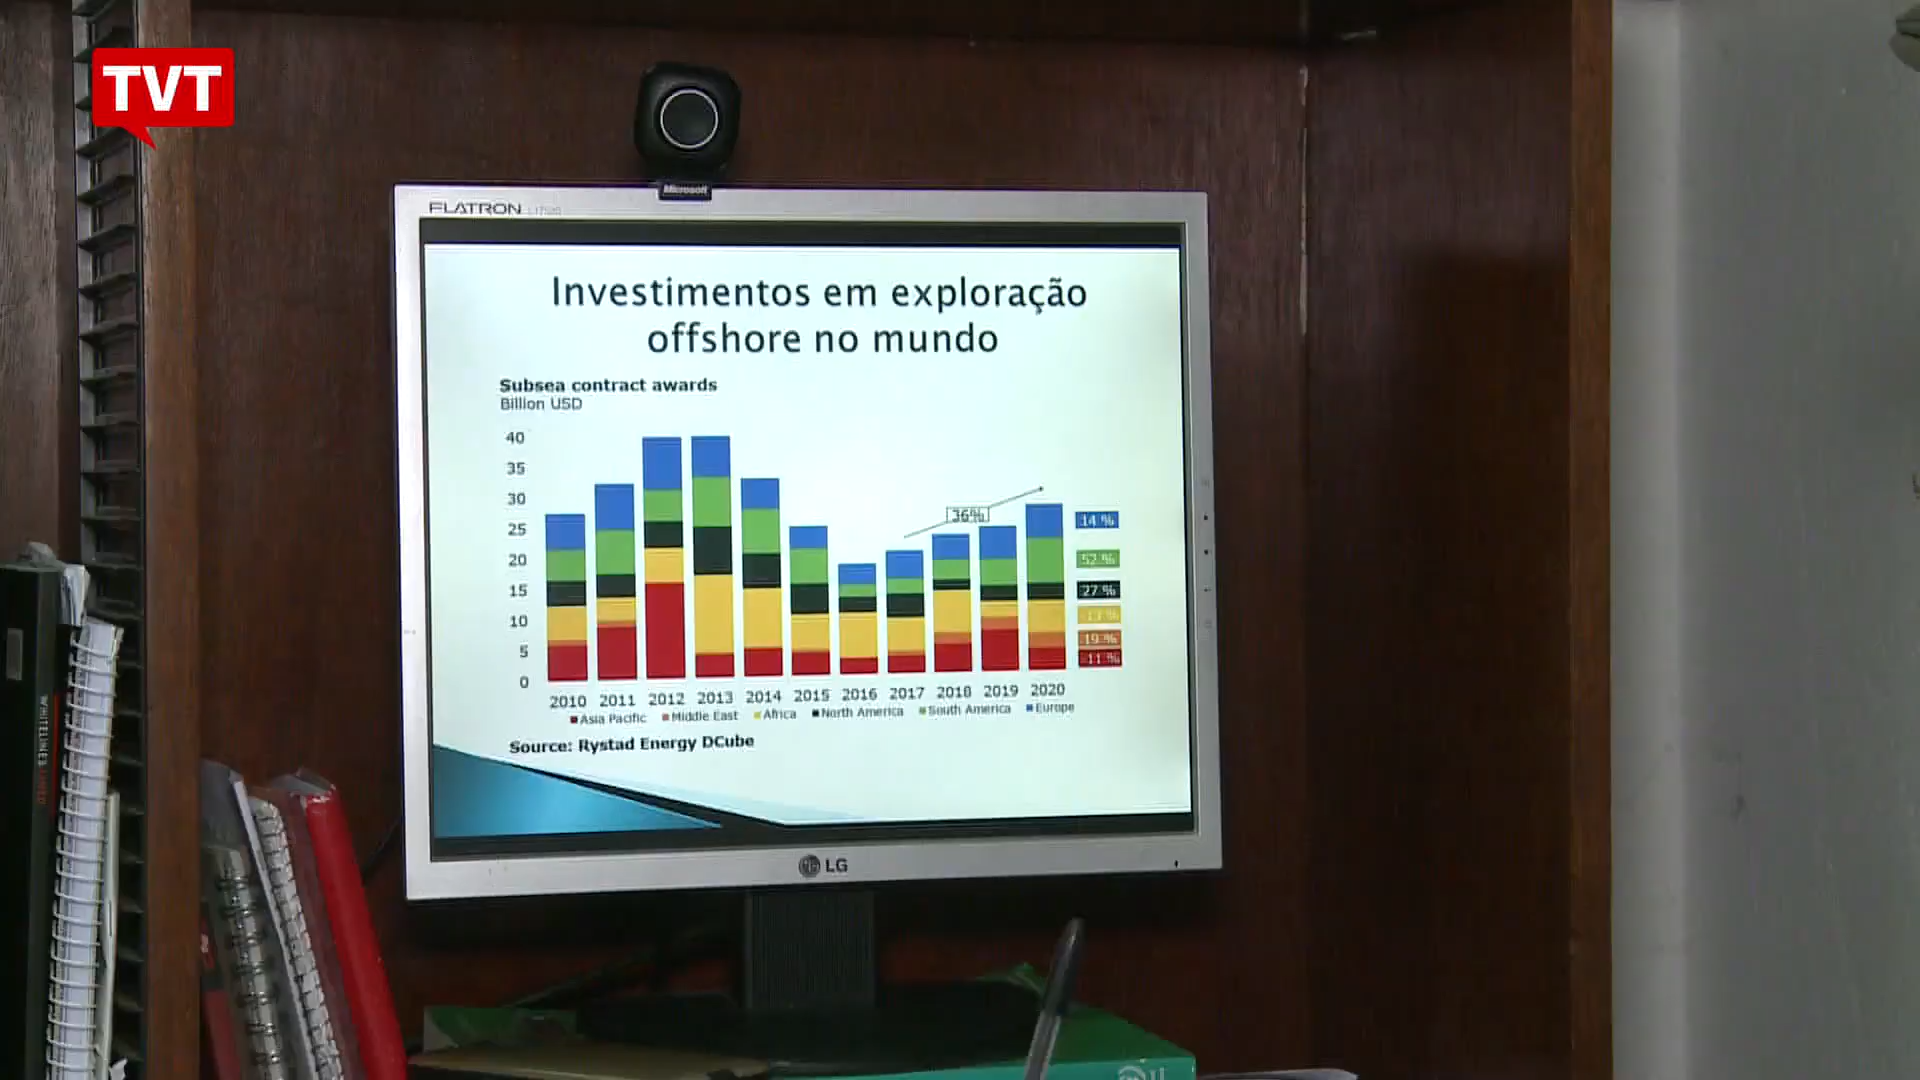 TVT
Microsoft
FLATRON
Investimentos em exploração
offshore no mundo
Subsea contract awards
Billion USD
40
35
30
25
20
15
10
5
0
36%
14 %
52 %
27 %
13 %
19 %
11 %
2010 2011 2012 2013 2014 2015 2016 2017 2018 2019 2020
Asia Pacific Middle East Africa North America South America Europe
Source: Rystad Energy DCube
LG
WHITELINES